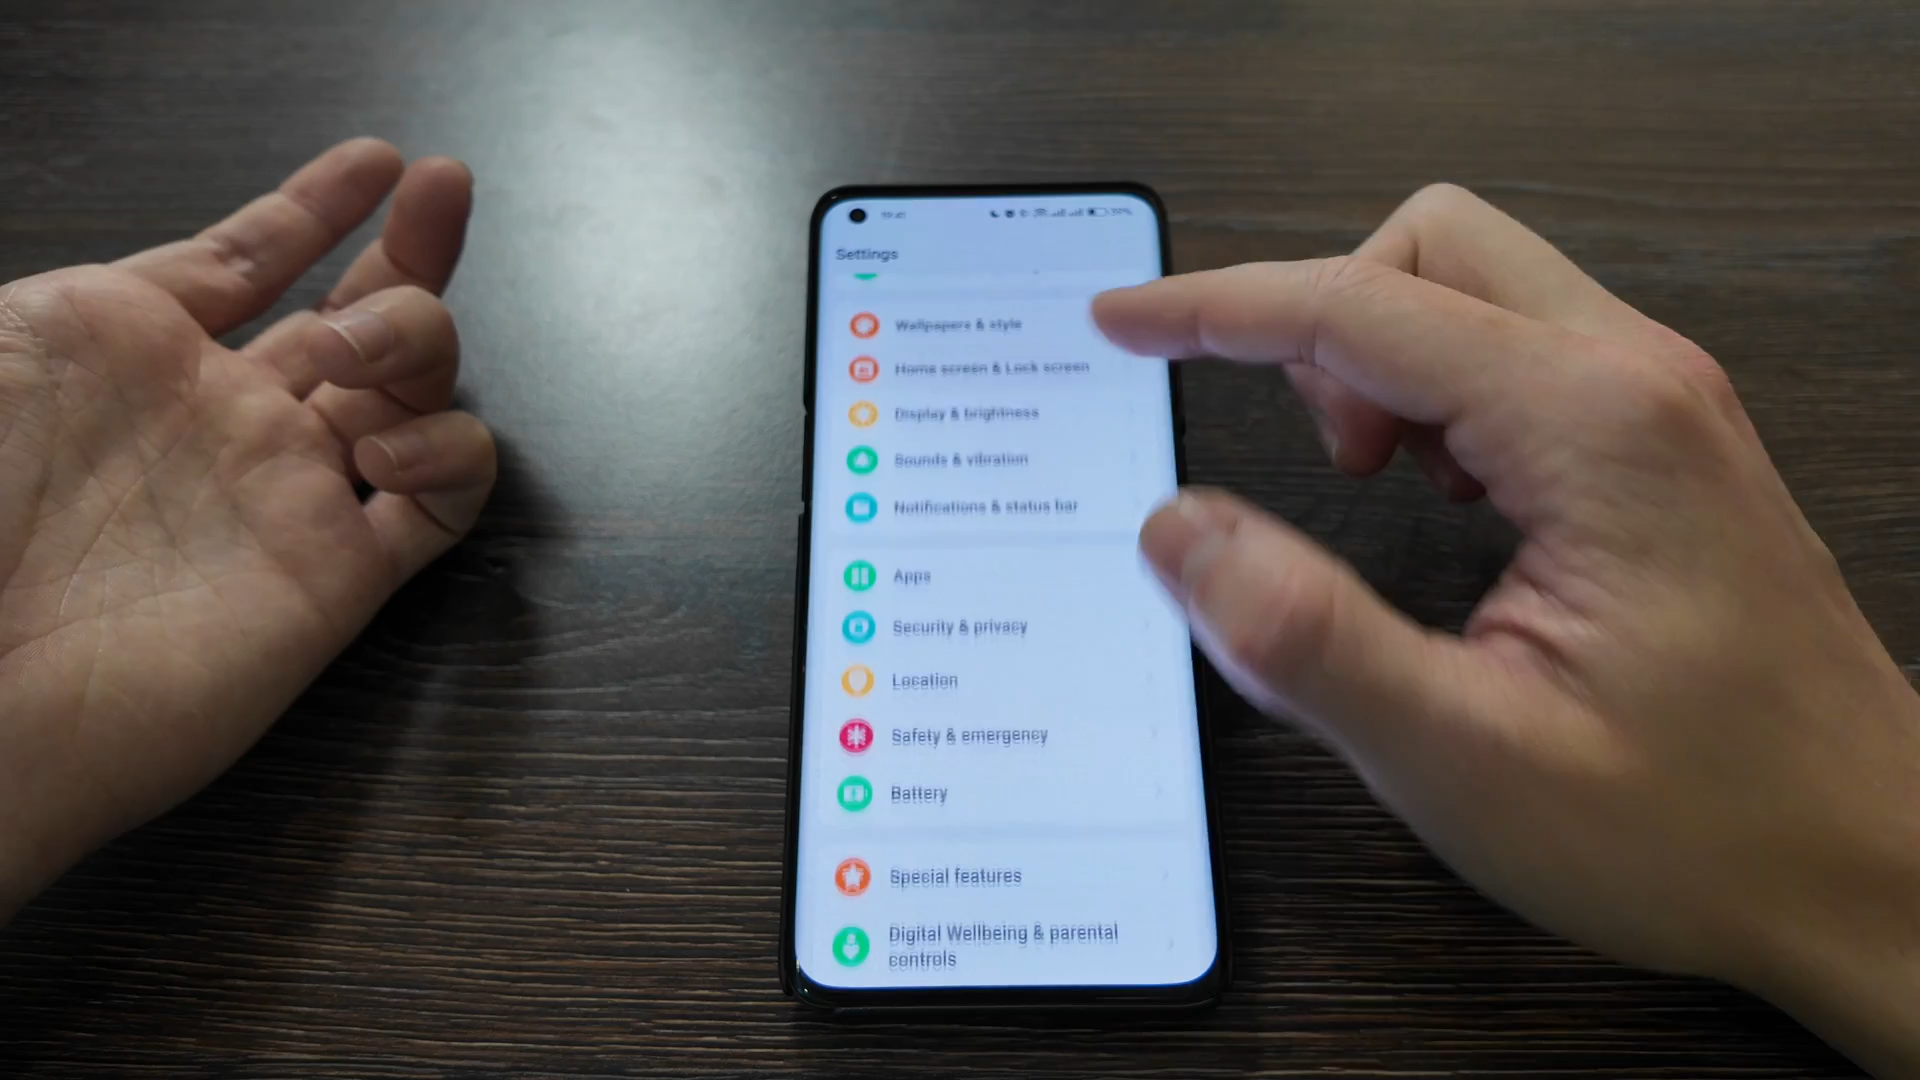 Settings
Wallpapers & style
Home screen & Lock screen
Display & brightness
Sounds & vibration
Notifications & status bar
Apps
Security & privacy
Location
Safety & emergency
Battery
Special features
Digital Wellbeing & parental
controls